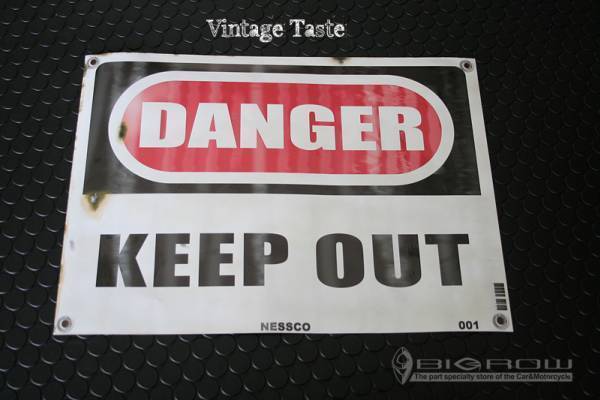 Vintage Taste
DANGER
KEEP OUT
NESSCO
001
BIGROW
The part specialty store of the Car&Motorcycle.